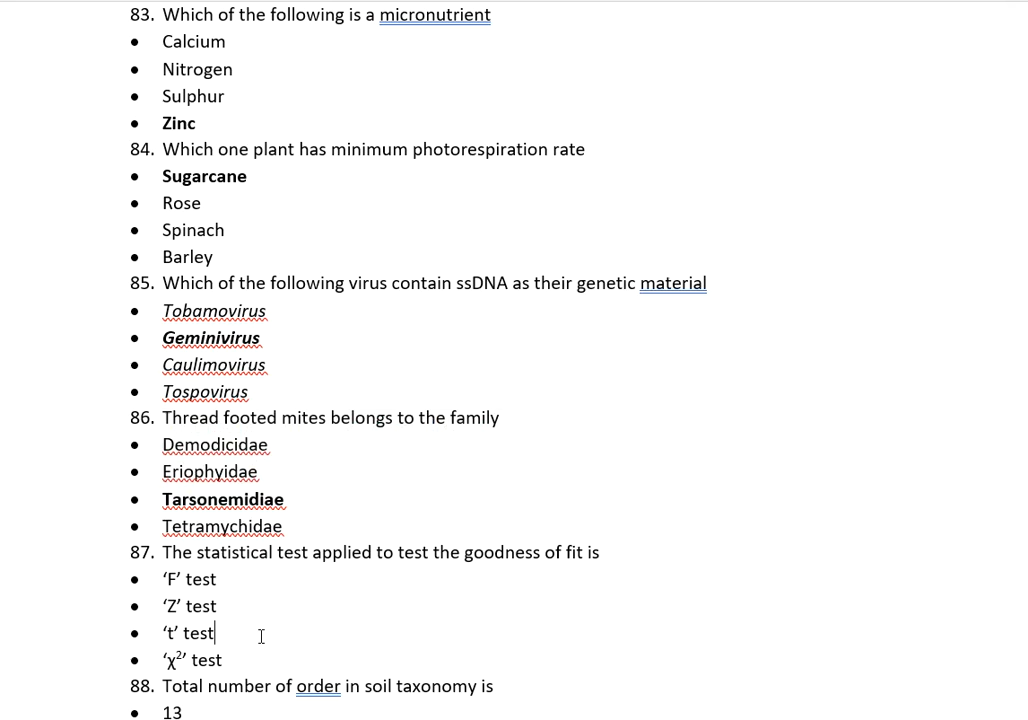 83. Which of the following is a micronutrient
• Calcium
• Nitrogen
• Sulphur
• Zinc
84. Which one plant has minimum photorespiration rate
• Sugarcane
• Rose
• Spinach
• Barley
85. Which of the following virus contain ssDNA as their genetic material
• Tobamovirus
• Geminivirus
• Caulimovirus
• Tospovirus
86. Thread footed mites belongs to the family
• Demodicidae
• Eriophyidae
• Tarsonemidiae
• Tetramychidae
87. The statistical test applied to test the goodness of fit is
• ‘F’ test
• ‘Z’ test
• ‘t’ test
• ‘χ²’ test
88. Total number of order in soil taxonomy is
• 13